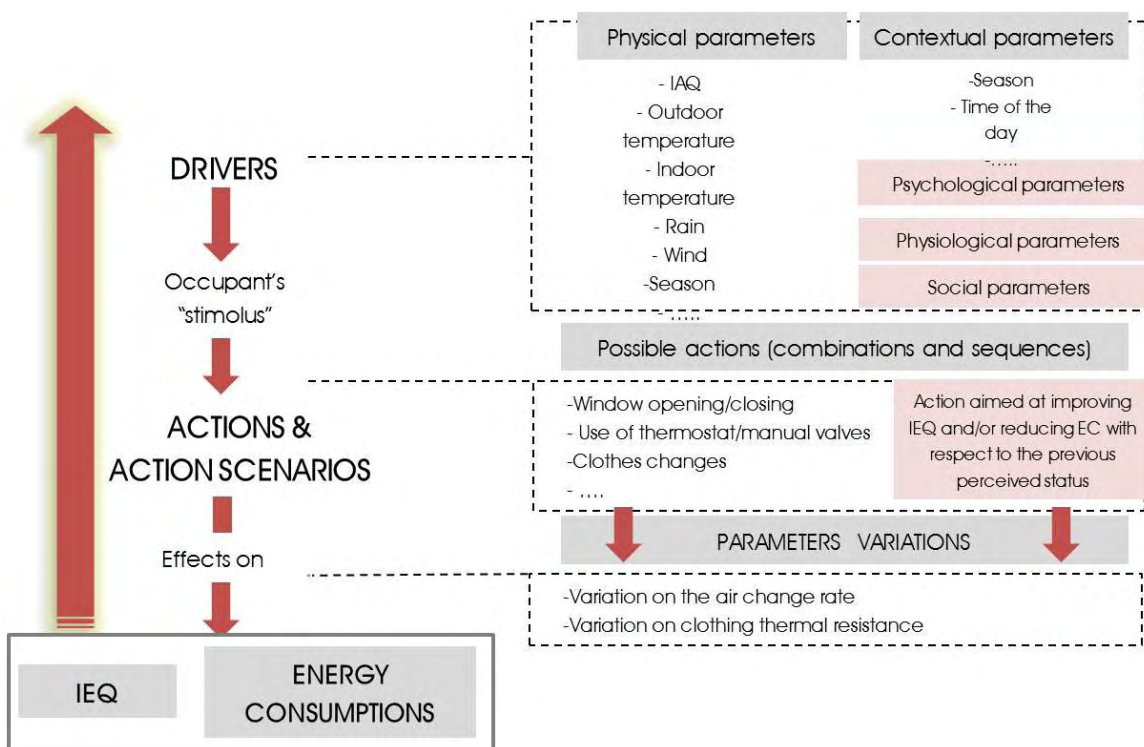 DRIVERS
Occupant's
"stimulus"
ACTIONS &
ACTION SCENARIOS
Effects on
IEQ
ENERGY
CONSUMPTIONS
Physical parameters
- IAQ
- Outdoor
temperature
- Indoor
temperature
- Rain
- Wind
-Season
- .....
Contextual parameters
-Season
- Time of the
day
-.....
Psychological parameters
Physiological parameters
Social parameters
Possible actions (combinations and sequences)
-Window opening/closing
- Use of thermostat/manual valves
-Clothes changes
- ....
Action aimed at improving
IEQ and/or reducing EC with
respect to the previous
perceived status
PARAMETERS VARIATIONS
-Variation on the air change rate
-Variation on clothing thermal resistance